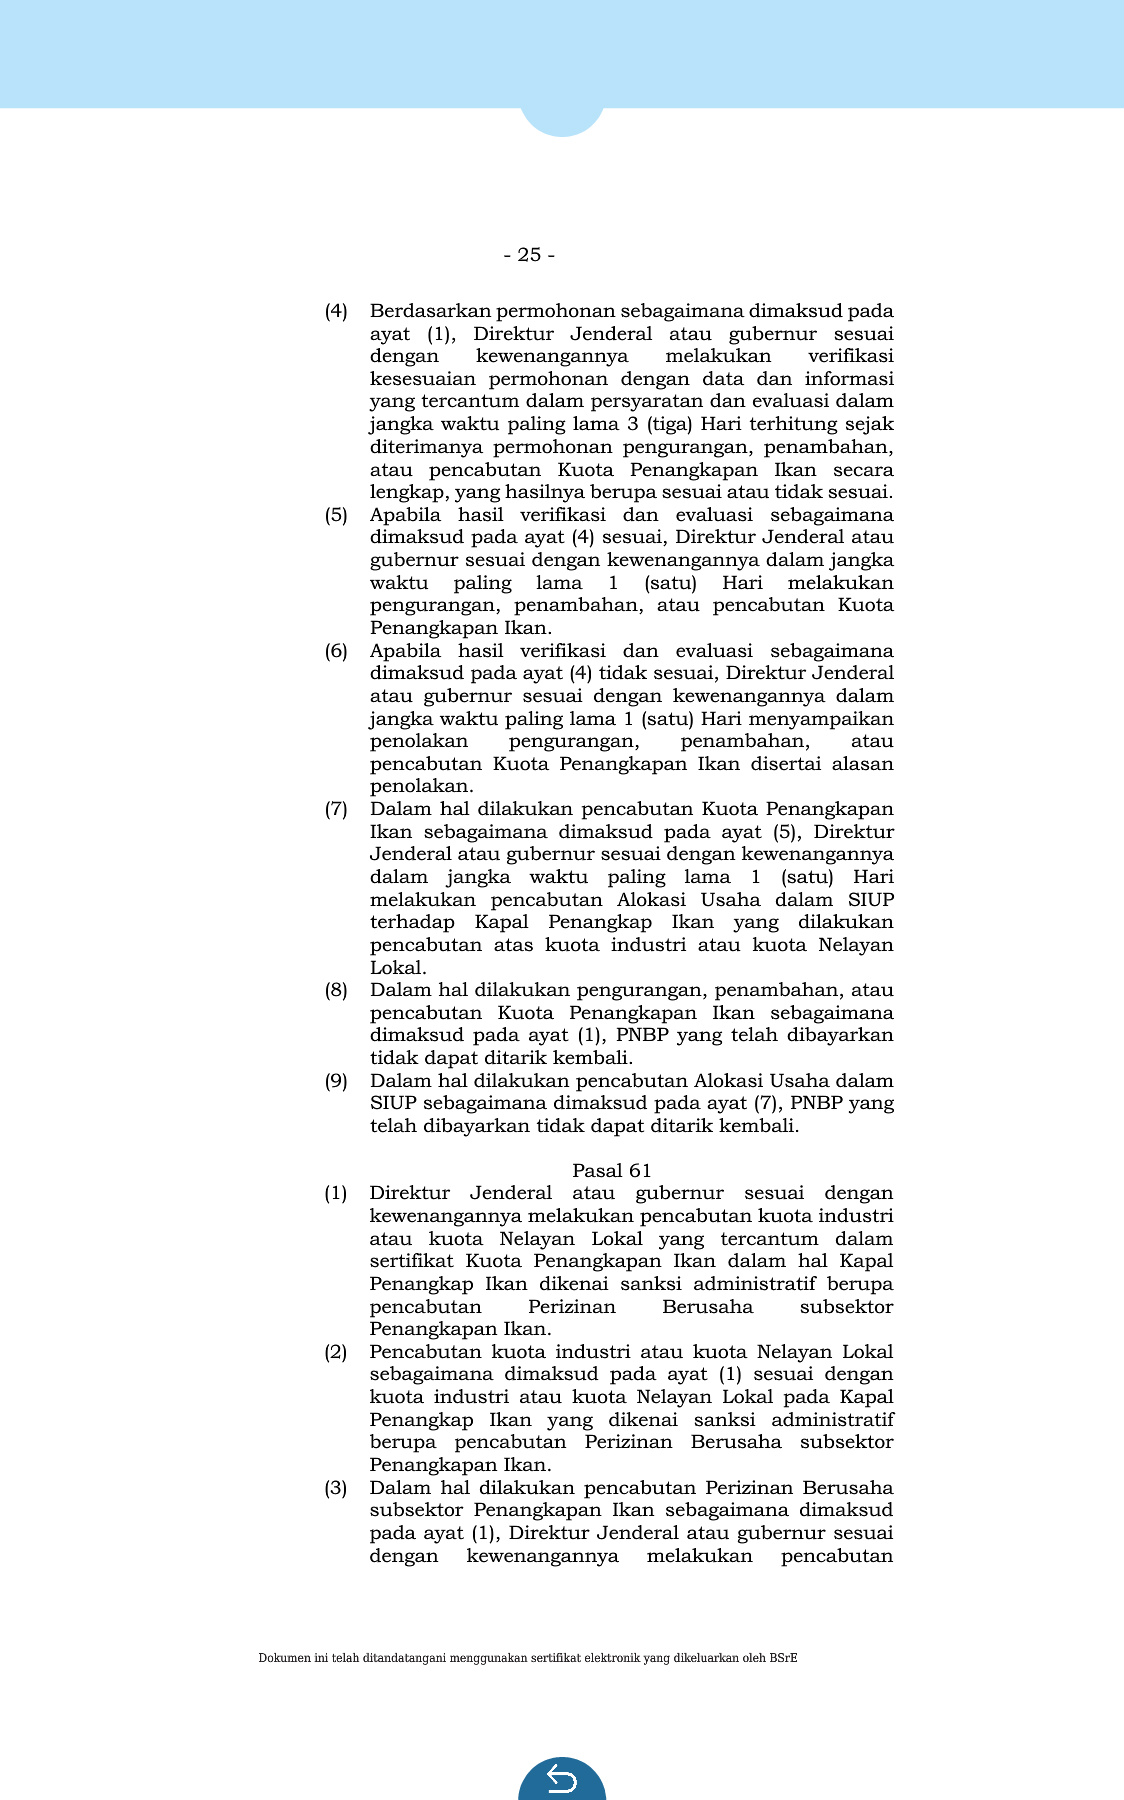 - 25 -
(4) Berdasarkan permohonan sebagaimana dimaksud pada
ayat (1), Direktur Jenderal atau gubernur sesuai
dengan kewenangannya melakukan verifikasi
kesesuaian permohonan dengan data dan informasi
yang tercantum dalam persyaratan dan evaluasi dalam
jangka waktu paling lama 3 (tiga) Hari terhitung sejak
diterimanya permohonan pengurangan, penambahan,
atau pencabutan Kuota Penangkapan Ikan secara
lengkap, yang hasilnya berupa sesuai atau tidak sesuai.
(5) Apabila hasil verifikasi dan evaluasi sebagaimana
dimaksud pada ayat (4) sesuai, Direktur Jenderal atau
gubernur sesuai dengan kewenangannya dalam jangka
waktu paling lama 1 (satu) Hari melakukan
pengurangan, penambahan, atau pencabutan Kuota
Penangkapan Ikan.
(6) Apabila hasil verifikasi dan evaluasi sebagaimana
dimaksud pada ayat (4) tidak sesuai, Direktur Jenderal
atau gubernur sesuai dengan kewenangannya dalam
jangka waktu paling lama 1 (satu) Hari menyampaikan
penolakan pengurangan, penambahan, atau
pencabutan Kuota Penangkapan Ikan disertai alasan
penolakan.
(7) Dalam hal dilakukan pencabutan Kuota Penangkapan
Ikan sebagaimana dimaksud pada ayat (5), Direktur
Jenderal atau gubernur sesuai dengan kewenangannya
dalam jangka waktu paling lama 1 (satu) Hari
melakukan pencabutan Alokasi Usaha dalam SIUP
terhadap Kapal Penangkap Ikan yang dilakukan
pencabutan atas kuota industri atau kuota Nelayan
Lokal.
(8) Dalam hal dilakukan pengurangan, penambahan, atau
pencabutan Kuota Penangkapan Ikan sebagaimana
dimaksud pada ayat (1), PNBP yang telah dibayarkan
tidak dapat ditarik kembali.
(9) Dalam hal dilakukan pencabutan Alokasi Usaha dalam
SIUP sebagaimana dimaksud pada ayat (7), PNBP yang
telah dibayarkan tidak dapat ditarik kembali.
Pasal 61
(1) Direktur Jenderal atau gubernur sesuai dengan
kewenangannya melakukan pencabutan kuota industri
atau kuota Nelayan Lokal yang tercantum dalam
sertifikat Kuota Penangkapan Ikan dalam hal Kapal
Penangkap Ikan dikenai sanksi administratif berupa
pencabutan Perizinan Berusaha subsektor
Penangkapan Ikan.
(2) Pencabutan kuota industri atau kuota Nelayan Lokal
sebagaimana dimaksud pada ayat (1) sesuai dengan
kuota industri atau kuota Nelayan Lokal pada Kapal
Penangkap Ikan yang dikenai sanksi administratif
berupa pencabutan Perizinan Berusaha subsektor
Penangkapan Ikan.
(3) Dalam hal dilakukan pencabutan Perizinan Berusaha
subsektor Penangkapan Ikan sebagaimana dimaksud
pada ayat (1), Direktur Jenderal atau gubernur sesuai
dengan kewenangannya melakukan pencabutan
Dokumen ini telah ditandatangani menggunakan sertifikat elektronik yang dikeluarkan oleh BSrE